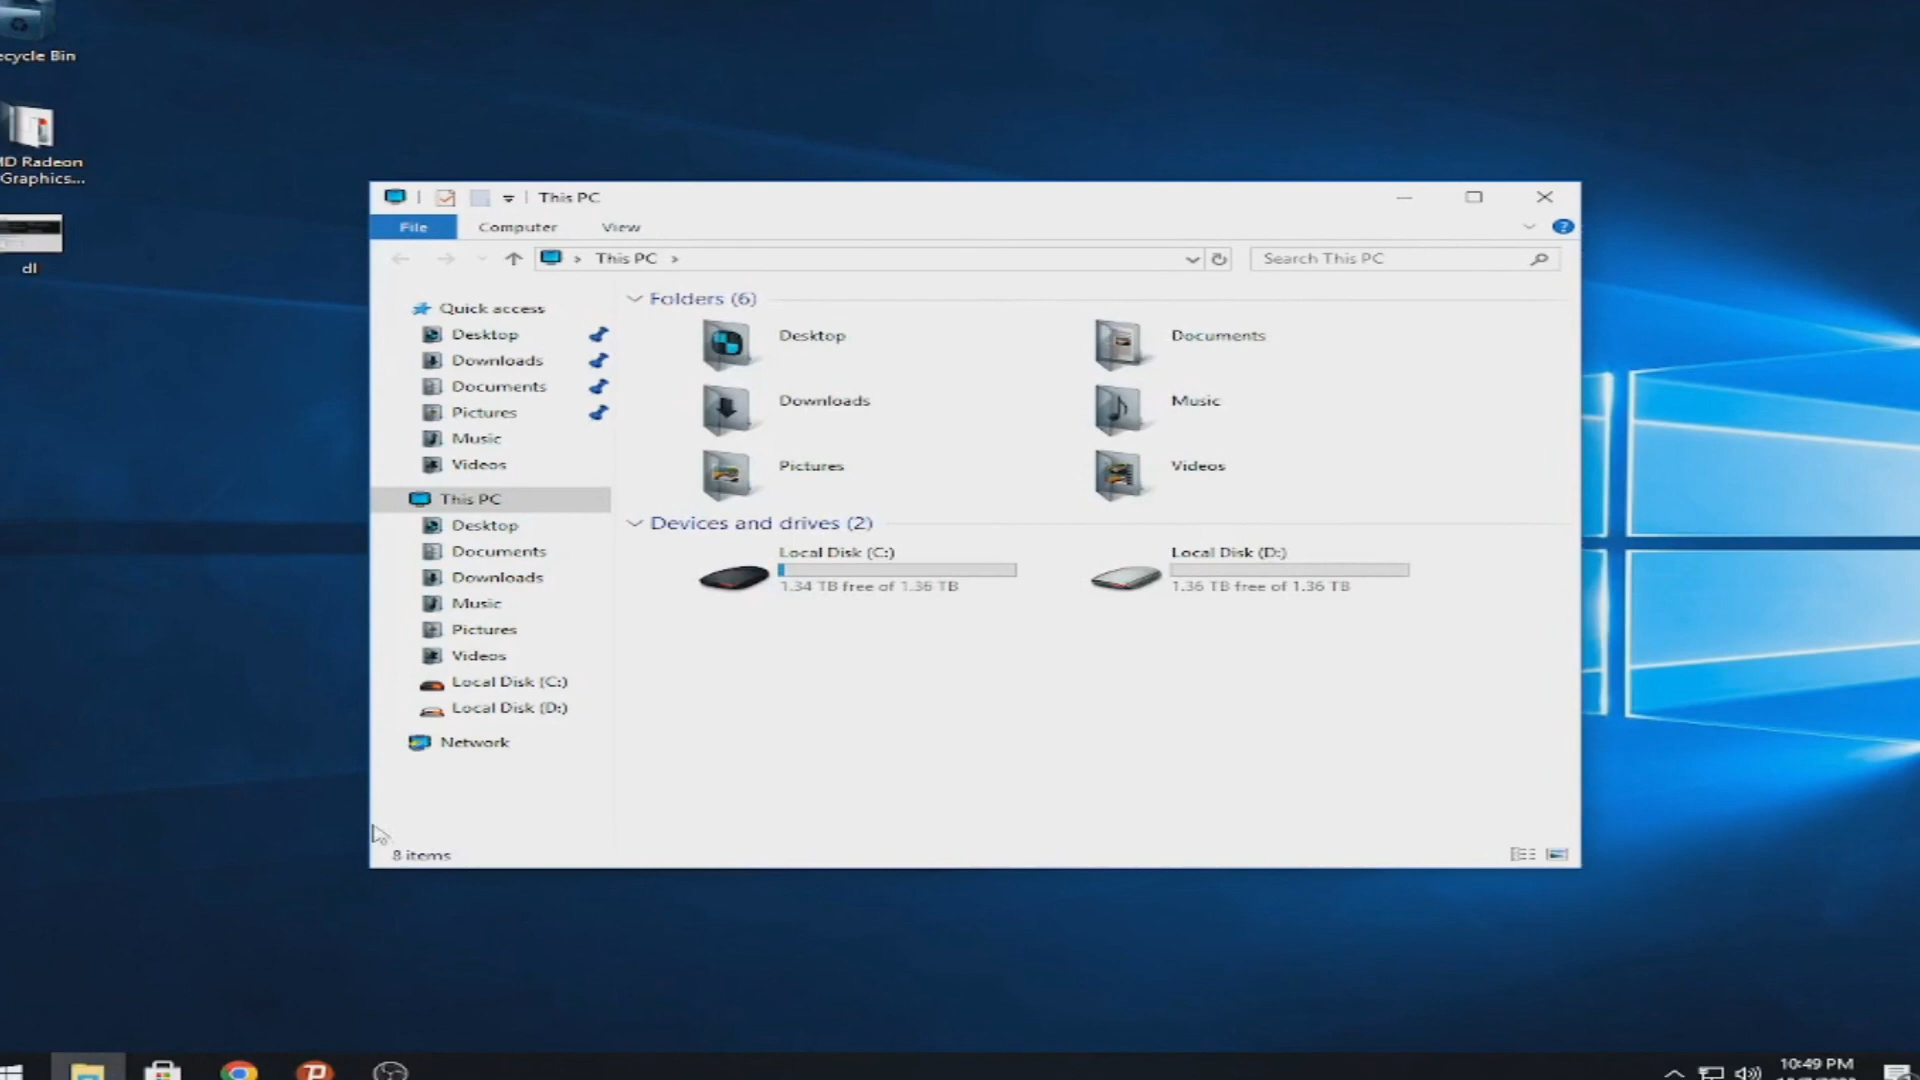 ecycle Bin
MD Radeon
Graphics...
dl
This PC
File
Computer
View
This PC
Search This PC
Quick access
Desktop
Downloads
Documents
Pictures
Music
Videos
This PC
Desktop
Documents
Downloads
Music
Pictures
Videos
Local Disk (C:)
Local Disk (D:)
Network
Folders (6)
Desktop
Documents
Downloads
Music
Pictures
Videos
Devices and drives (2)
Local Disk (C:)
1.34 TB free of 1.36 TB
Local Disk (D:)
1.36 TB free of 1.36 TB
8 items
10:49 PM